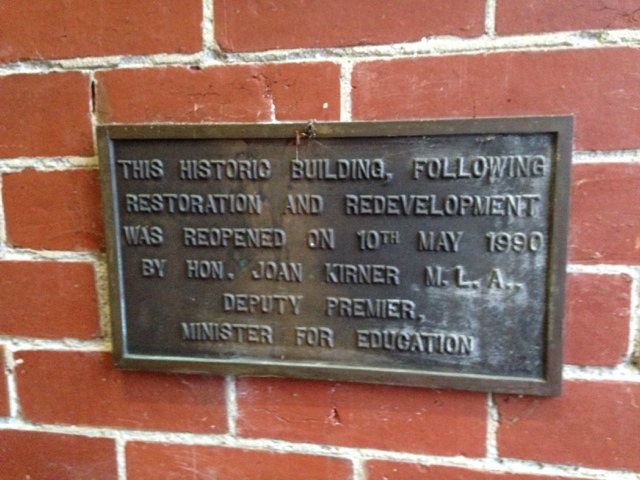 THIS HISTORIC BUILDING, FOLLOWING
RESTORATION AND REDEVELOPMENT
WAS REOPENED ON 10TH MAY 1990
BY HON. JOAN KIRNER M.L.A.,
DEPUTY PREMIER,
MINISTER FOR EDUCATION